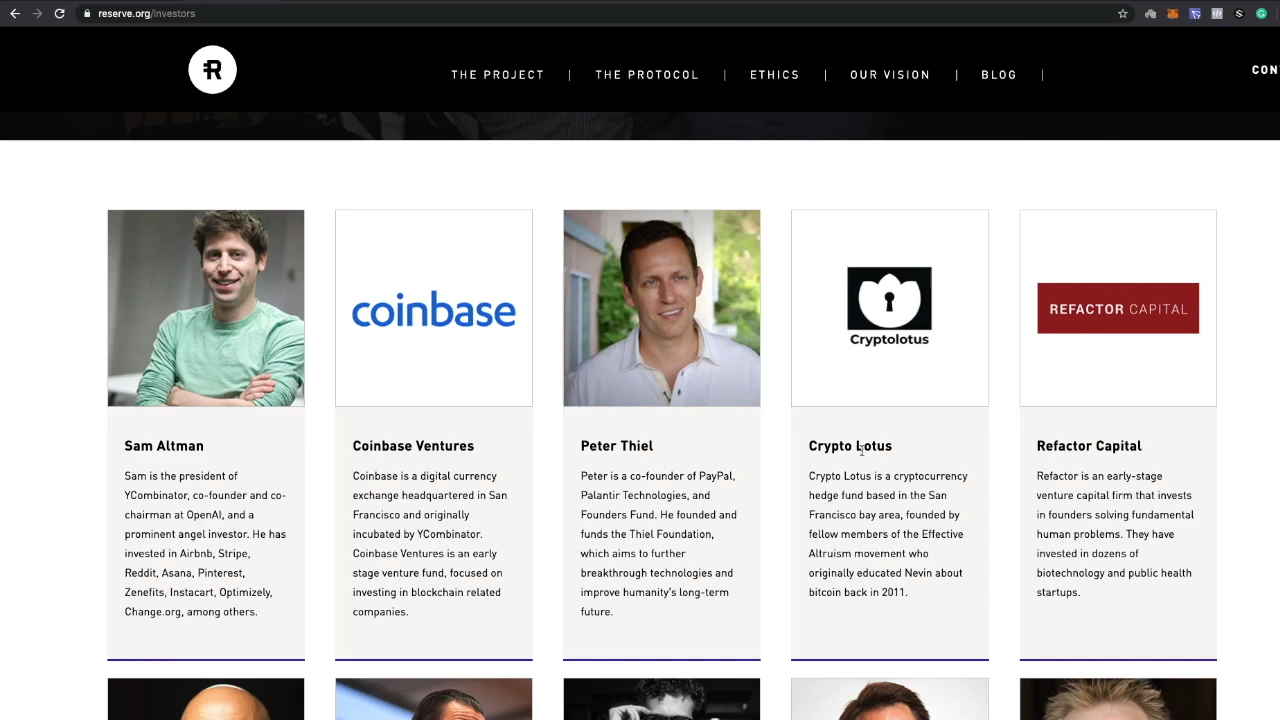 reserve.org/investors
THE PROJECT | THE PROTOCOL | ETHICS | OUR VISION | BLOG |
CON
coinbase
Cryptolotus
REFACTOR CAPITAL
Sam Altman
Sam is the president of
YCombinator, co-founder and co-
chairman at OpenAI, and a
prominent angel investor. He has
invested in Airbnb, Stripe,
Reddit, Asana, Pinterest,
Zenefits, Instacart, Optimizely,
Change.org, among others.
Coinbase Ventures
Coinbase is a digital currency
exchange headquartered in San
Francisco and originally
incubated by YCombinator.
Coinbase Ventures is an early
stage venture fund, focused on
investing in blockchain related
companies.
Peter Thiel
Peter is a co-founder of PayPal,
Palantir Technologies, and
Founders Fund. He founded and
funds the Thiel Foundation,
which aims to further
breakthrough technologies and
improve humanity's long-term
future.
Crypto Lotus
Crypto Lotus is a cryptocurrency
hedge fund based in the San
Francisco bay area, founded by
fellow members of the Effective
Altruism movement who
originally educated Nevin about
bitcoin back in 2011.
Refactor Capital
Refactor is an early-stage
venture capital firm that invests
in founders solving fundamental
human problems. They have
invested in dozens of
biotechnology and public health
startups.